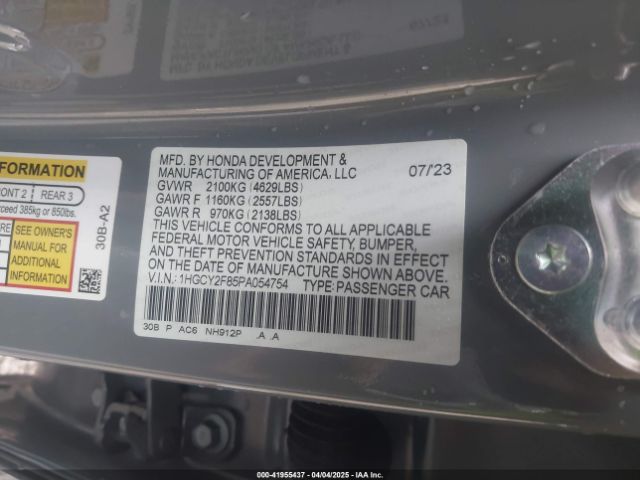 FORMATION
FRONT 2 REAR 3
exceed 385kg or 850lbs.
SEE OWNER'S
MANUAL FOR
ADDITIONAL
INFORMATION
30B-A2
MFD. BY HONDA DEVELOPMENT &
MANUFACTURING OF AMERICA, LLC 07/'23
GVWR 2100KG (4629LBS)
GAWR F 1160KG (2557LBS)
GAWR R 970KG (2138LBS)
THIS VEHICLE CONFORMS TO ALL APPLICABLE
FEDERAL MOTOR VEHICLE SAFETY, BUMPER,
AND THEFT PREVENTION STANDARDS IN EFFECT
ON THE DATE OF MANUFACTURE SHOWN ABOVE.
V.I.N.: 1HGCY2F85PA054754 TYPE: PASSENGER CAR
30B P AC6 NH912P .A .A
000-41955437 - 04/04/2025 - IAA Inc.